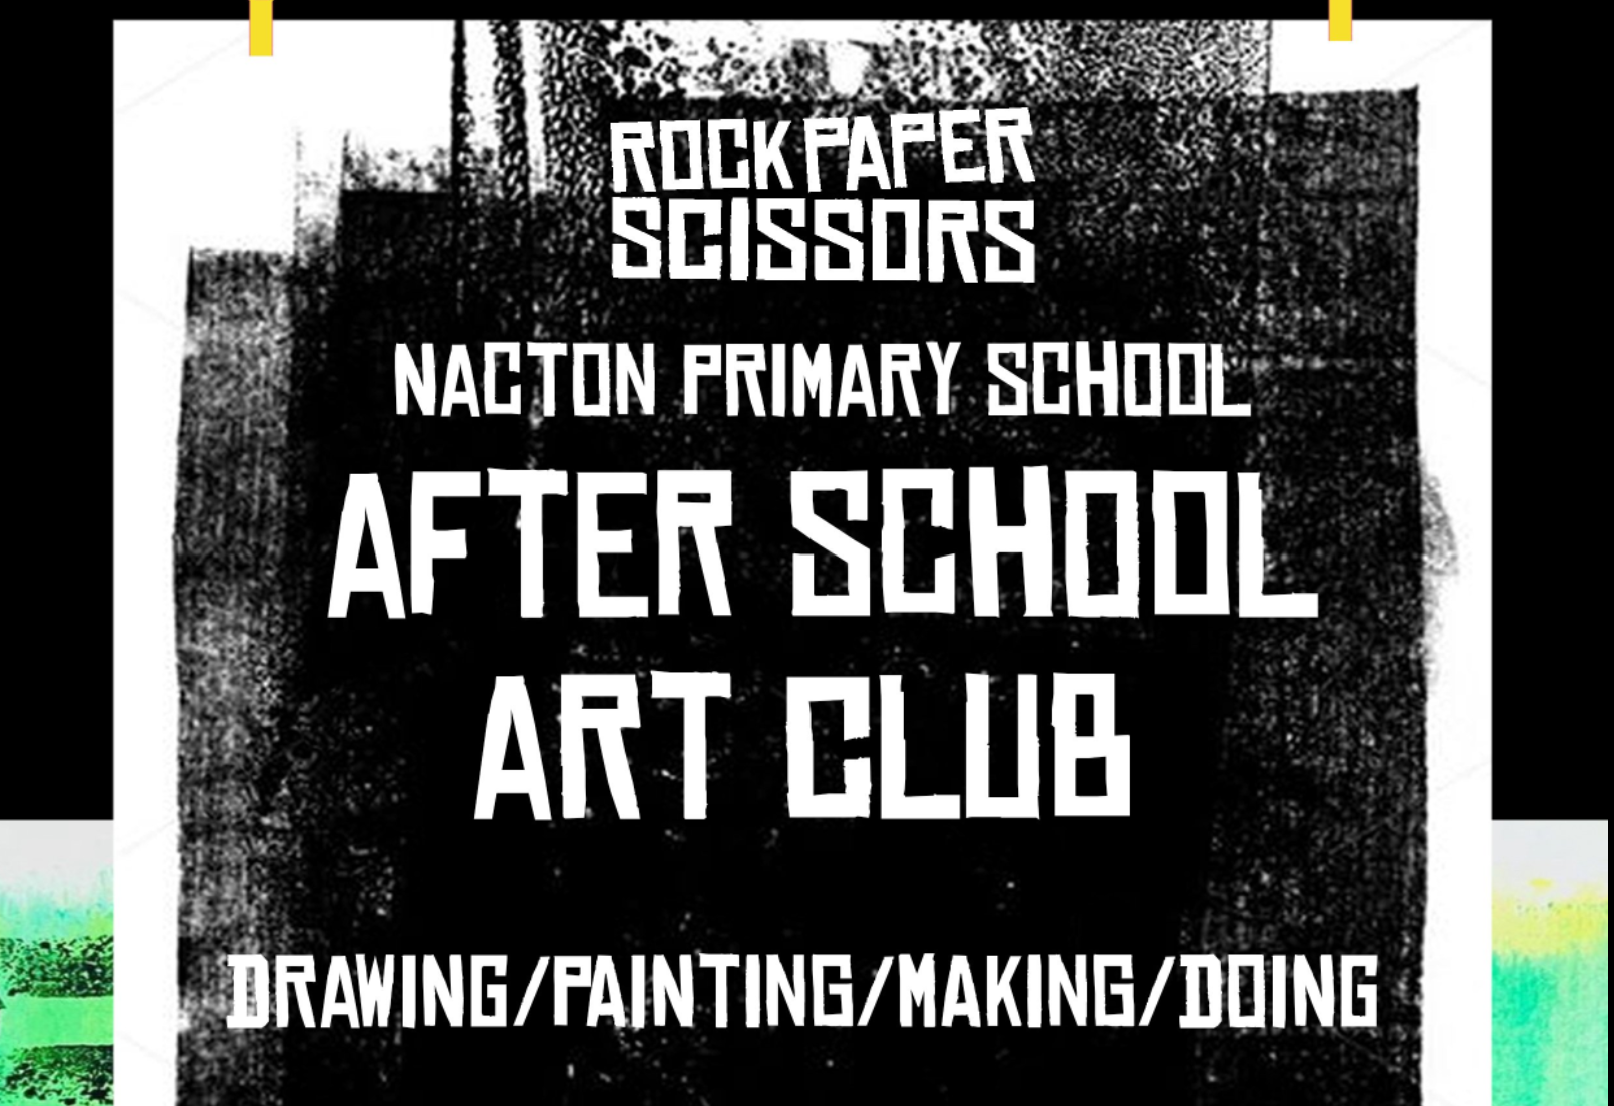 ROCK PAPER
SCISSORS
NACTON PRIMARY SCHOOL
AFTER SCHOOL
ART CLUB
DRAWING/PAINTING/MAKING/DOING